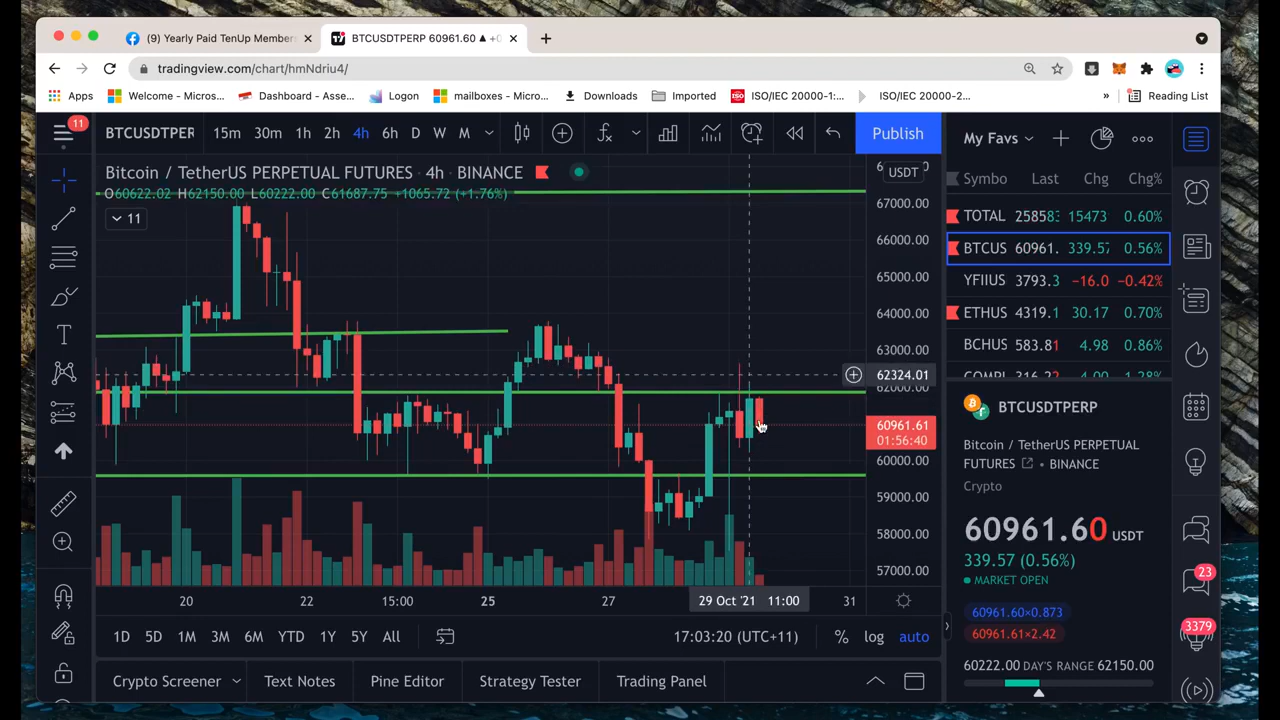 (9) Yearly Paid TenUp Member
BTCUSDTPERP 60961.60 ▲ +0
tradingview.com/chart/hmNdriu4/
Apps Welcome - Micros... Dashboard - Asse... Logon mailboxes - Micros... Downloads Imported ISO/IEC 20000-1:... ISO/IEC 20000-2... » Reading List
11
BTCUSDTPER 15m 30m 1h 2h 4h 6h D W M Publish
My Favs
Bitcoin / TetherUS PERPETUAL FUTURES · 4h · BINANCE
USDT
O60622.02 H62150.00 L60222.00 C61687.75 +1065.72 (+1.76%)
11
67000.00
66000.00
65000.00
64000.00
63000.00
62324.01
62000.00
60961.61
01:56:40
60000.00
59000.00
58000.00
57000.00
20 22 15:00 25 27 29 Oct '21 11:00 31
1D 5D 1M 3M 6M YTD 1Y 5Y All
17:03:20 (UTC+11) % log auto
Crypto Screener Text Notes Pine Editor Strategy Tester Trading Panel
Symbo Last Chg Chg%
TOTAL 25858 15473 0.60%
BTCUS 60961. 339.57 0.56%
YFIIUS 3793.3 −16.0 −0.42%
ETHUS 4319.1 30.17 0.70%
BCHUS 583.81 4.98 0.86%
BTCUSDTPERP
Bitcoin / TetherUS PERPETUAL
FUTURES • BINANCE
Crypto
60961.60 USDT
339.57 (0.56%)
MARKET OPEN
60961.60×0.873
60961.61×2.42
60222.00 DAY'S RANGE 62150.00
23
3379